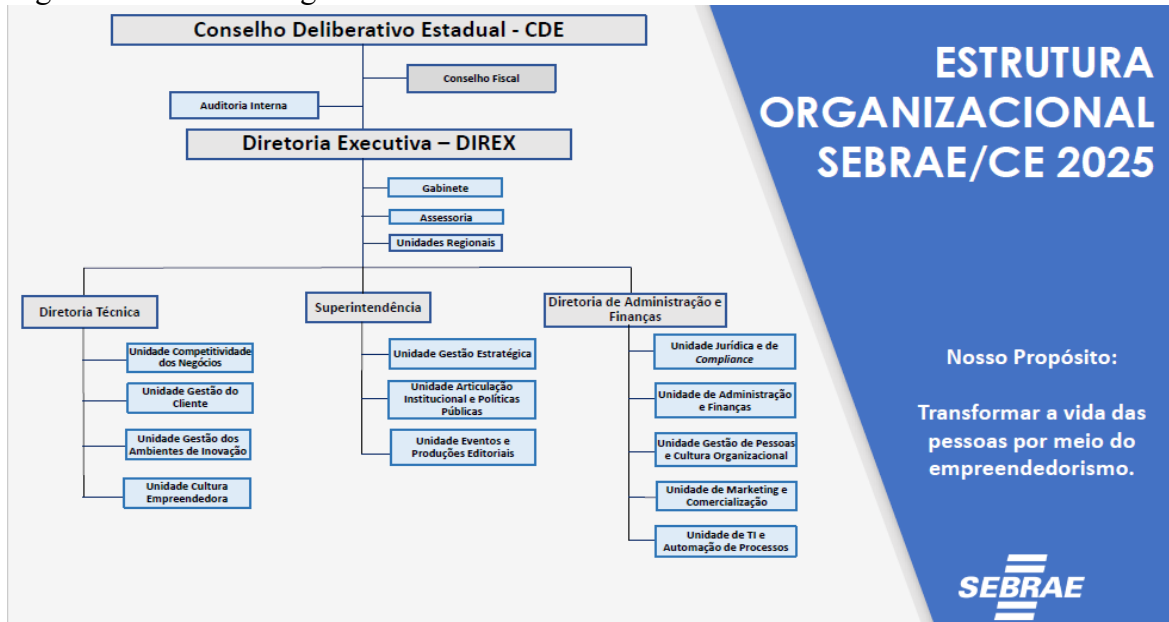 Conselho Deliberativo Estadual - CDE
Conselho Fiscal
Auditoria Interna
Diretoria Executiva – DIREX
Gabinete
Assessoria
Unidades Regionais
Diretoria Técnica
Unidade Competitividade
dos Negócios
Unidade Gestão do
Cliente
Unidade Gestão dos
Ambientes de Inovação
Unidade Cultura
Empreendedora
Superintendência
Unidade Gestão Estratégica
Unidade Articulação
Institucional e Políticas
Públicas
Unidade Eventos e
Produções Editoriais
Diretoria de Administração e
Finanças
Unidade Jurídica e de
Compliance
Unidade de Administração
e Finanças
Unidade Gestão de Pessoas
e Cultura Organizacional
Unidade de Marketing e
Comercialização
Unidade de TI e
Automação de Processos
ESTRUTURA
ORGANIZACIONAL
SEBRAE/CE 2025
Nosso Propósito:
Transformar a vida das
pessoas por meio do
empreendedorismo.
SEBRAE